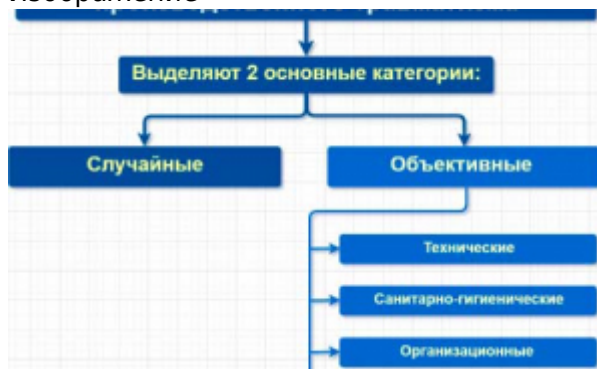 Выделяют 2 основные категории:
Случайные
Объективные
Технические
Санитарно-гигиенические
Организационные